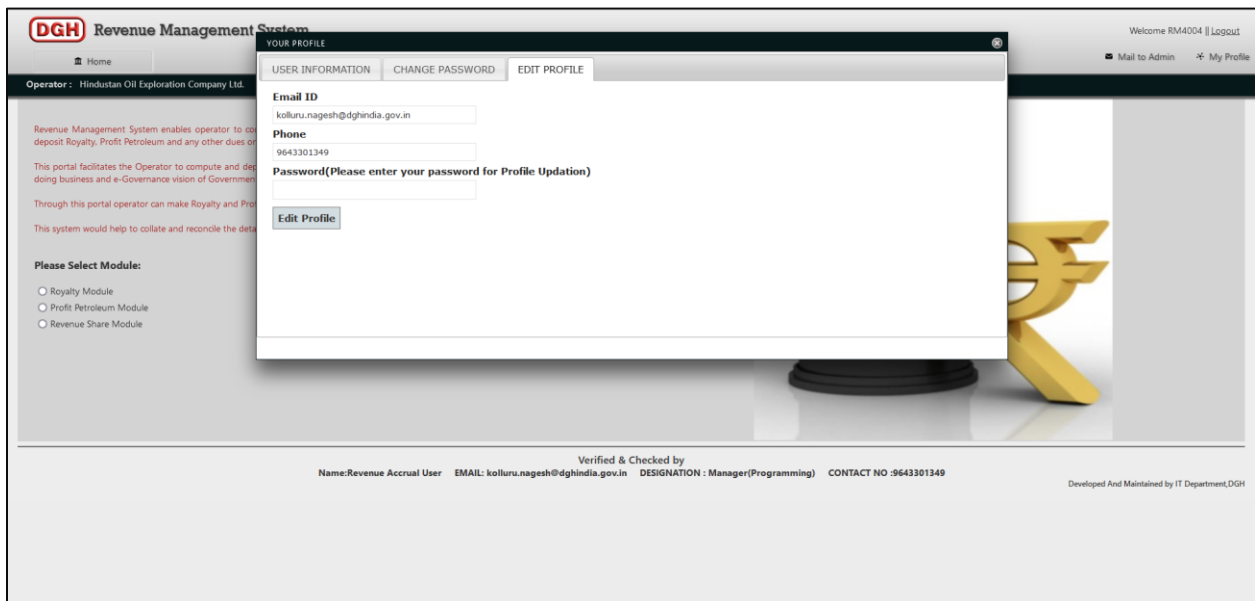 DGH Revenue Management System
Welcome RM4004 || Logout
Home
Mail to Admin My Profile
Operator : Hindustan Oil Exploration Company Ltd.
YOUR PROFILE
USER INFORMATION CHANGE PASSWORD EDIT PROFILE
Email ID
kolluru.nagesh@dghindia.gov.in
Phone
9643301349
Password(Please enter your password for Profile Updation)
Edit Profile
Revenue Management System enables operator to
deposit Royalty, Profit Petroleum and any other dues
This portal facilitates the Operator to compute and
doing business and e-Governance vision of
Through this portal operator can make Royalty and
This system would help to collate and reconcile the
Please Select Module:
Royalty Module
Profit Petroleum Module
Revenue Share Module
Verified & Checked by
Name:Revenue Accrual User EMAIL: kolluru.nagesh@dghindia.gov.in DESIGNATION : Manager(Programming) CONTACT NO :9643301349
Developed And Maintained by IT Department,DGH